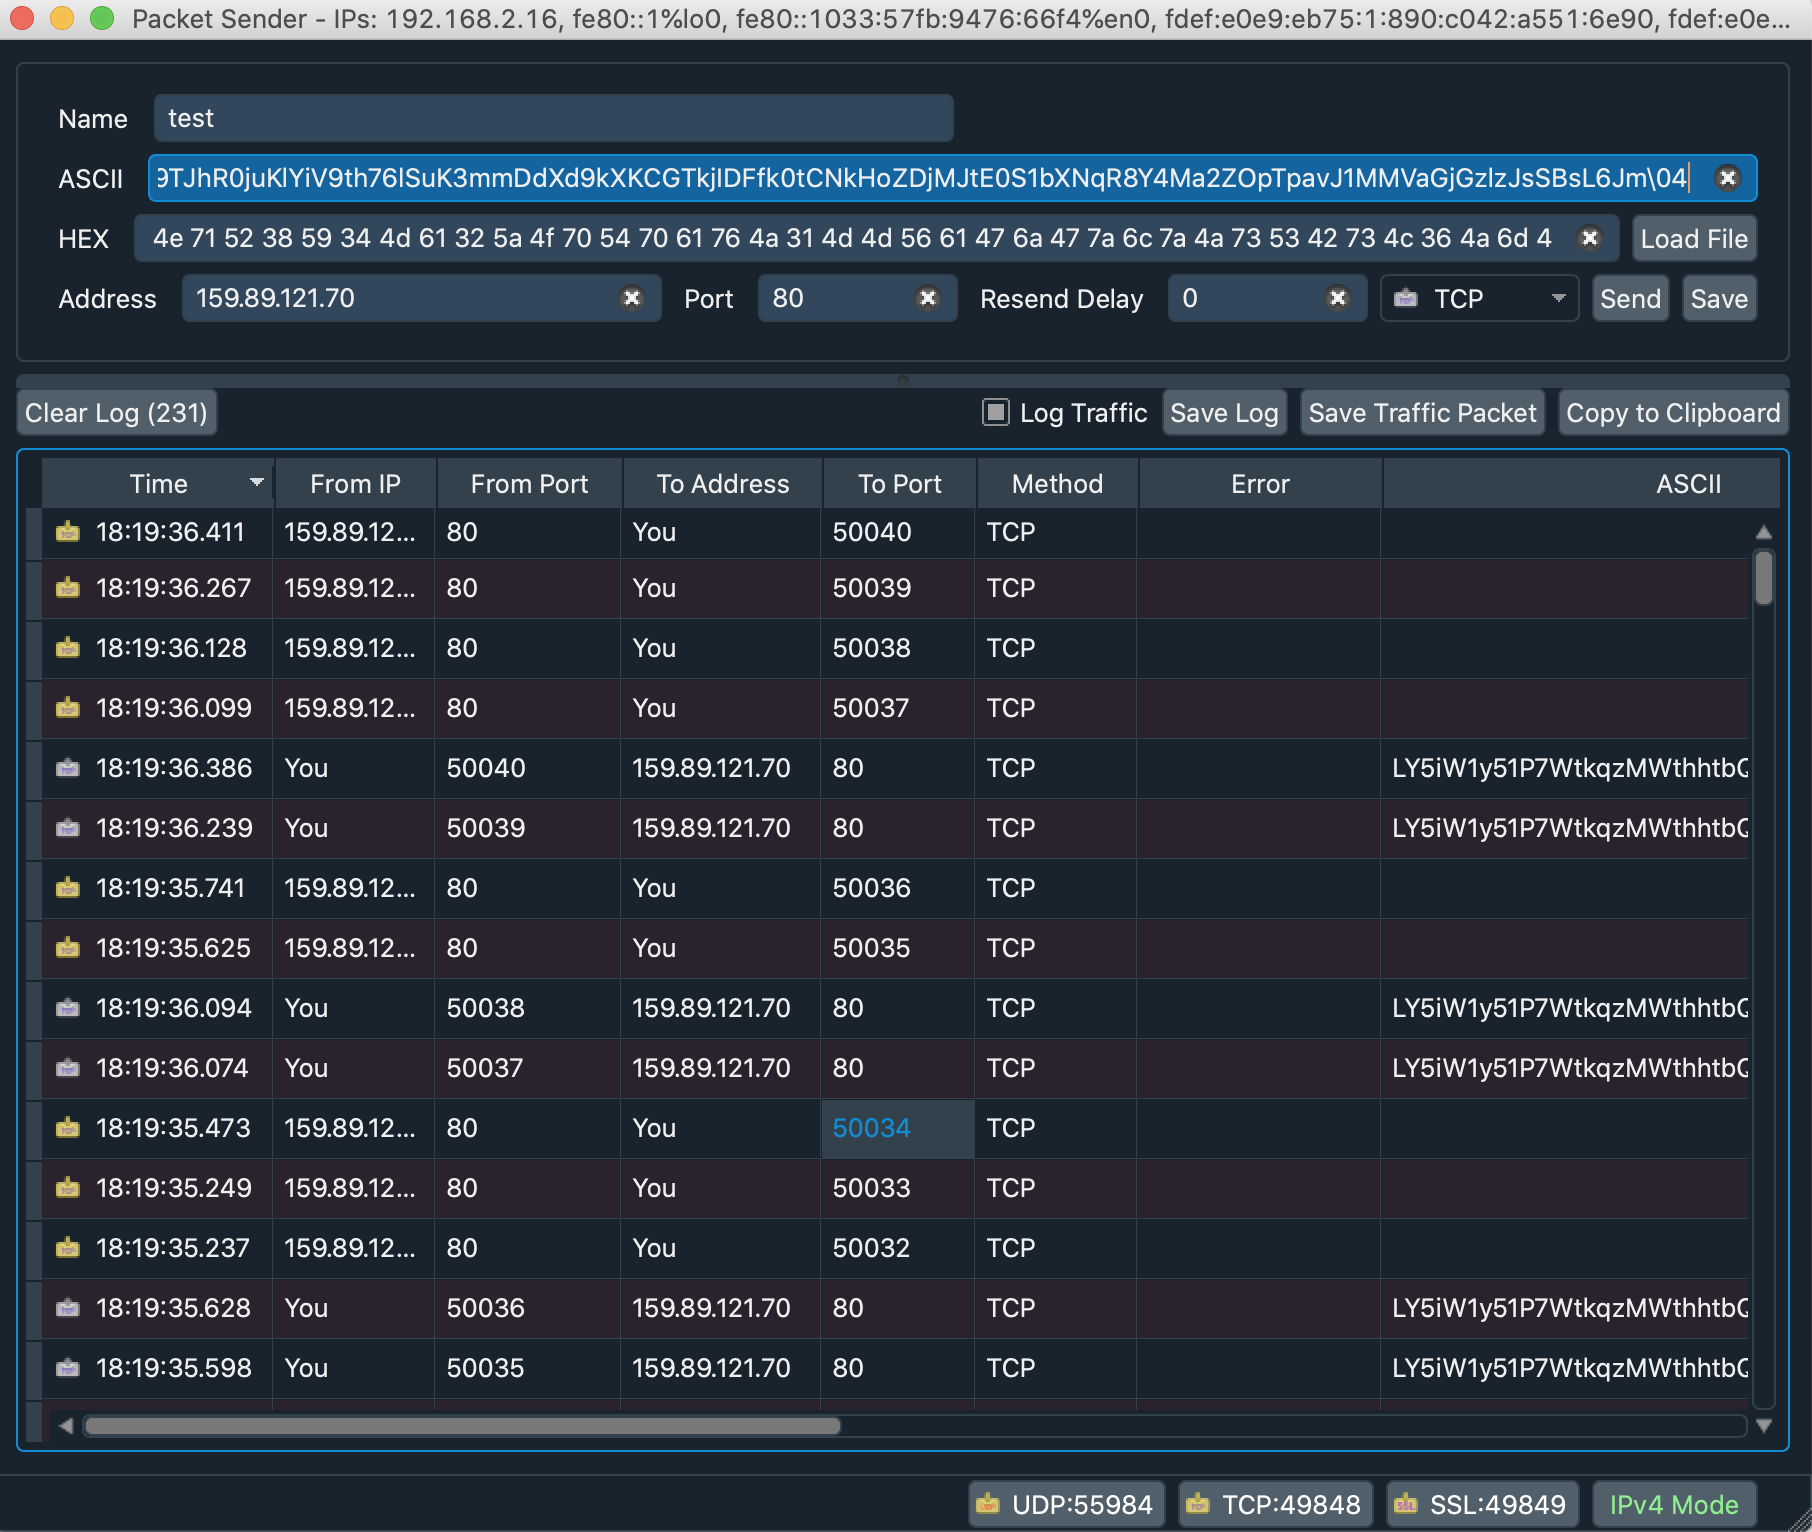 Packet Sender - IPs: 192.168.2.16, fe80::1%lo0, fe80::1033:57fb:9476:66f4%en0, fdef:e0e9:eb75:1:890:c042:a551:6e90, fdef:e0e...
Name test
ASCII 9TJhR0juKlYiV9th76lSuK3mmDdXd9kXKCGTkjIDFfk0tCNkHoZDjMJtE0S1bXNqR8Y4Ma2ZOpTpavJ1MMVaGjGzlzJsSBsL6Jm\04
HEX 4e 71 52 38 59 34 4d 61 32 5a 4f 70 54 70 61 76 4a 31 4d 4d 56 61 47 6a 47 7a 6c 7a 4a 73 53 42 73 4c 36 4a 6d 4 Load File
Address 159.89.121.70 Port 80 Resend Delay 0 TCP Send Save
Clear Log (231) Log Traffic Save Log Save Traffic Packet Copy to Clipboard
Time From IP From Port To Address To Port Method Error ASCII
18:19:36.411 159.89.12... 80 You 50040 TCP
18:19:36.267 159.89.12... 80 You 50039 TCP
18:19:36.128 159.89.12... 80 You 50038 TCP
18:19:36.099 159.89.12... 80 You 50037 TCP
18:19:36.386 You 50040 159.89.121.70 80 TCP LY5iW1y51P7WtkqzMWthhtbQ
18:19:36.239 You 50039 159.89.121.70 80 TCP LY5iW1y51P7WtkqzMWthhtbQ
18:19:35.741 159.89.12... 80 You 50036 TCP
18:19:35.625 159.89.12... 80 You 50035 TCP
18:19:36.094 You 50038 159.89.121.70 80 TCP LY5iW1y51P7WtkqzMWthhtbQ
18:19:36.074 You 50037 159.89.121.70 80 TCP LY5iW1y51P7WtkqzMWthhtbQ
18:19:35.473 159.89.12... 80 You 50034 TCP
18:19:35.249 159.89.12... 80 You 50033 TCP
18:19:35.237 159.89.12... 80 You 50032 TCP
18:19:35.628 You 50036 159.89.121.70 80 TCP LY5iW1y51P7WtkqzMWthhtbQ
18:19:35.598 You 50035 159.89.121.70 80 TCP LY5iW1y51P7WtkqzMWthhtbQ
UDP:55984 TCP:49848 SSL:49849 IPv4 Mode